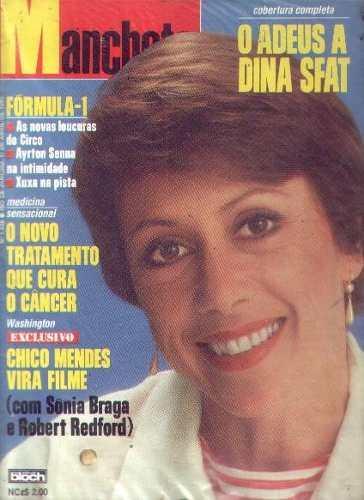 Manchete
cobertura completa
O ADEUS A
DINA SFAT
FÓRMULA-1
As novas loucuras
do Circo
Ayrton Senna
na intimidade
Xuxa na pista
medicina
sensacional
O NOVO
TRATAMENTO
QUE CURA
O CÂNCER
Washington
EXCLUSIVO
CHICO MENDES
VIRA FILME
(com Sônia Braga
e Robert Redford)
bloch
NCz$ 2,00